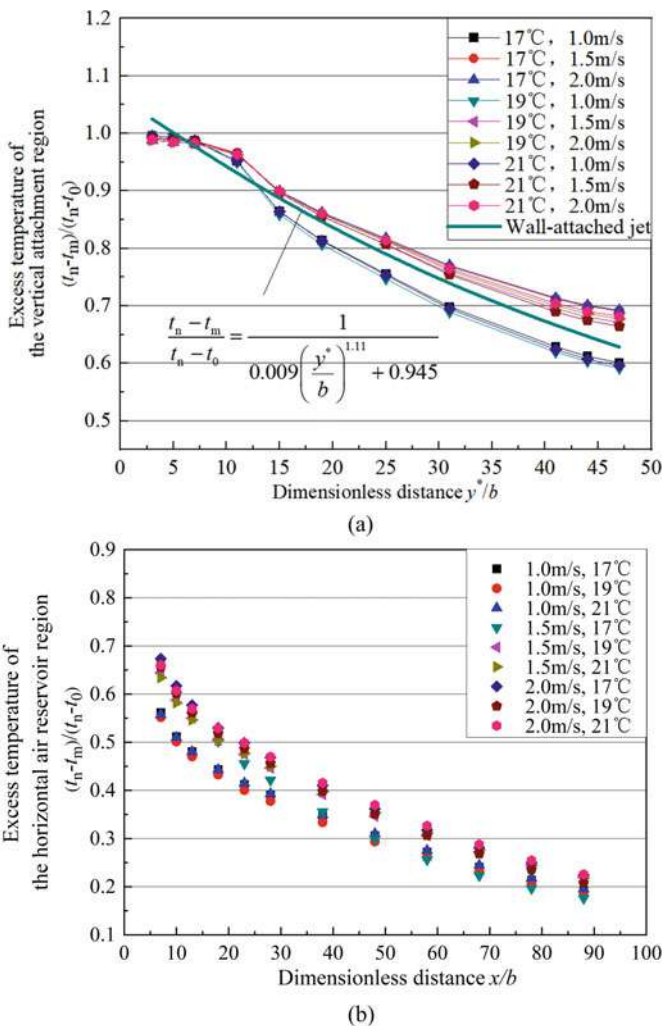 1.2
1.1
1.0
0.9
0.8
0.7
0.6
0.5
Excess temperature of
the vertical attachment region
(tn-tm)/(tn-t0)
17℃, 1.0m/s
17℃, 1.5m/s
17℃, 2.0m/s
19℃, 1.0m/s
19℃, 1.5m/s
19℃, 2.0m/s
21℃, 1.0m/s
21℃, 1.5m/s
21℃, 2.0m/s
Wall-attached jet
tn − tm / tn − t0 = 1 / 0.009(y*/b)^1.11 + 0.945
0 5 10 15 20 25 30 35 40 45 50
Dimensionless distance y*/b
(a)
0.9
0.8
0.7
0.6
0.5
0.4
0.3
0.2
0.1
Excess temperature of
the horizontal air reservoir region
(tn-tm)/(tn-t0)
1.0m/s, 17℃
1.0m/s, 19℃
1.0m/s, 21℃
1.5m/s, 17℃
1.5m/s, 19℃
1.5m/s, 21℃
2.0m/s, 17℃
2.0m/s, 19℃
2.0m/s, 21℃
0 10 20 30 40 50 60 70 80 90 100
Dimensionless distance x/b
(b)